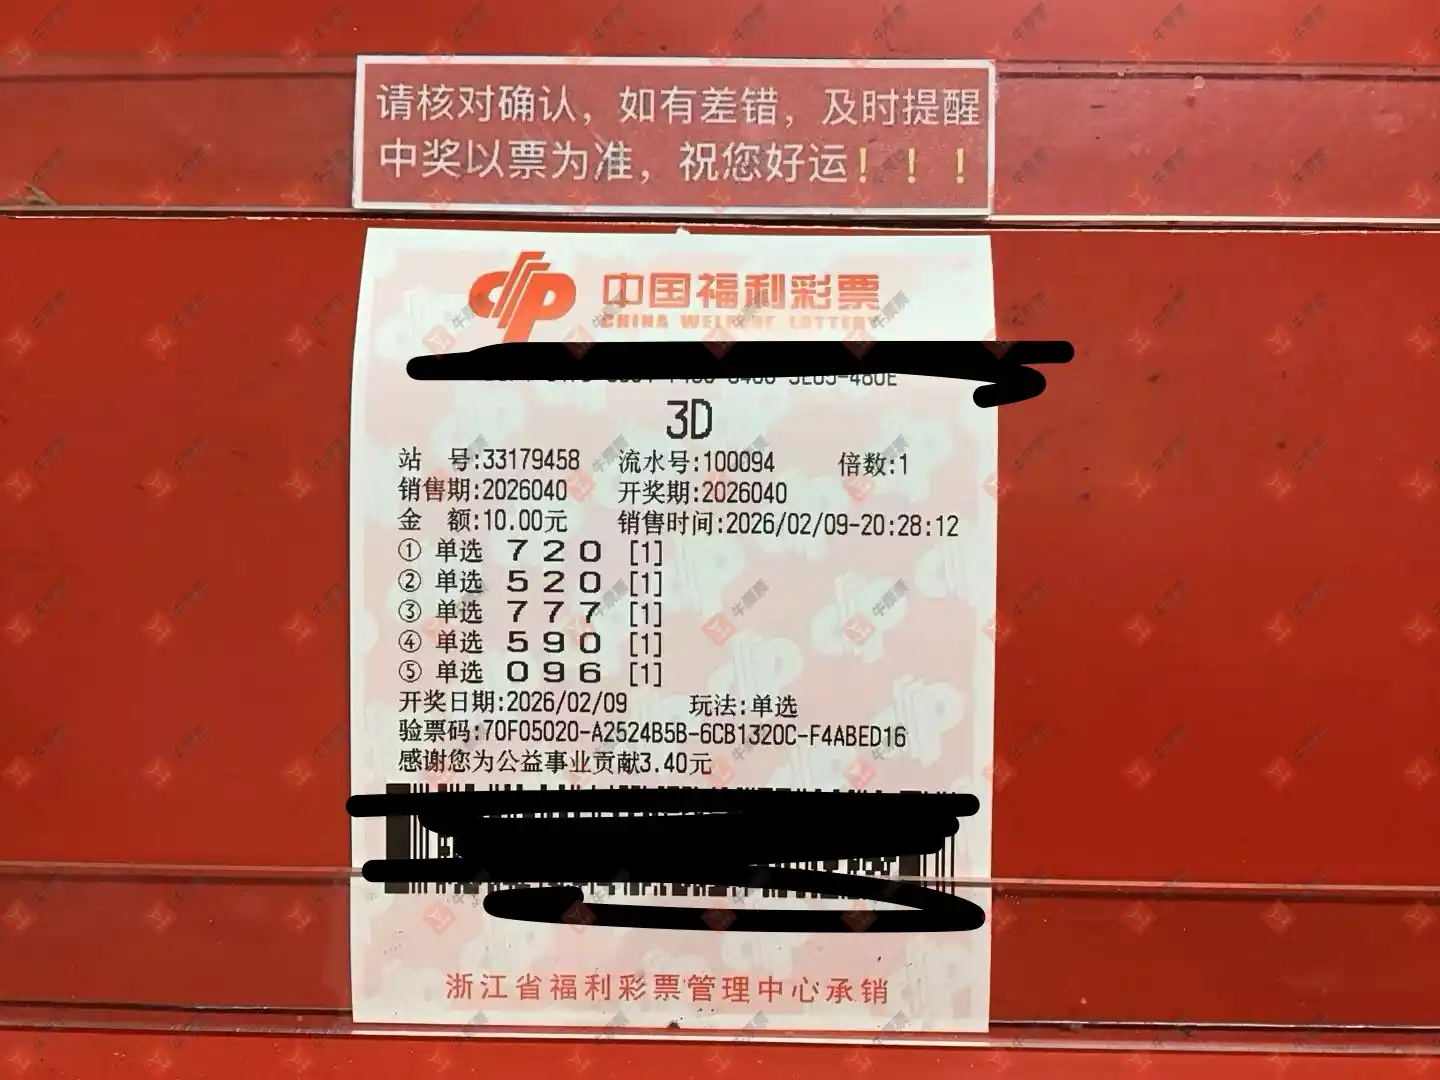 请核对确认，如有差错，及时提醒
中奖以票为准，祝您好运！！！
中国福利彩票
CHINA WELFARE LOTTERY
3D
站 号:33179458 流水号:100094 倍数:1
销售期:2026040 开奖期:2026040
金 额:10.00元 销售时间:2026/02/09-20:28:12
① 单选 7 2 0 [1]
② 单选 5 2 0 [1]
③ 单选 7 7 7 [1]
④ 单选 5 9 0 [1]
⑤ 单选 0 9 6 [1]
开奖日期:2026/02/09 玩法:单选
验票码:70F05020-A2524B5B-6CB1320C-F4ABED16
感谢您为公益事业贡献3.40元
浙江省福利彩票管理中心承销